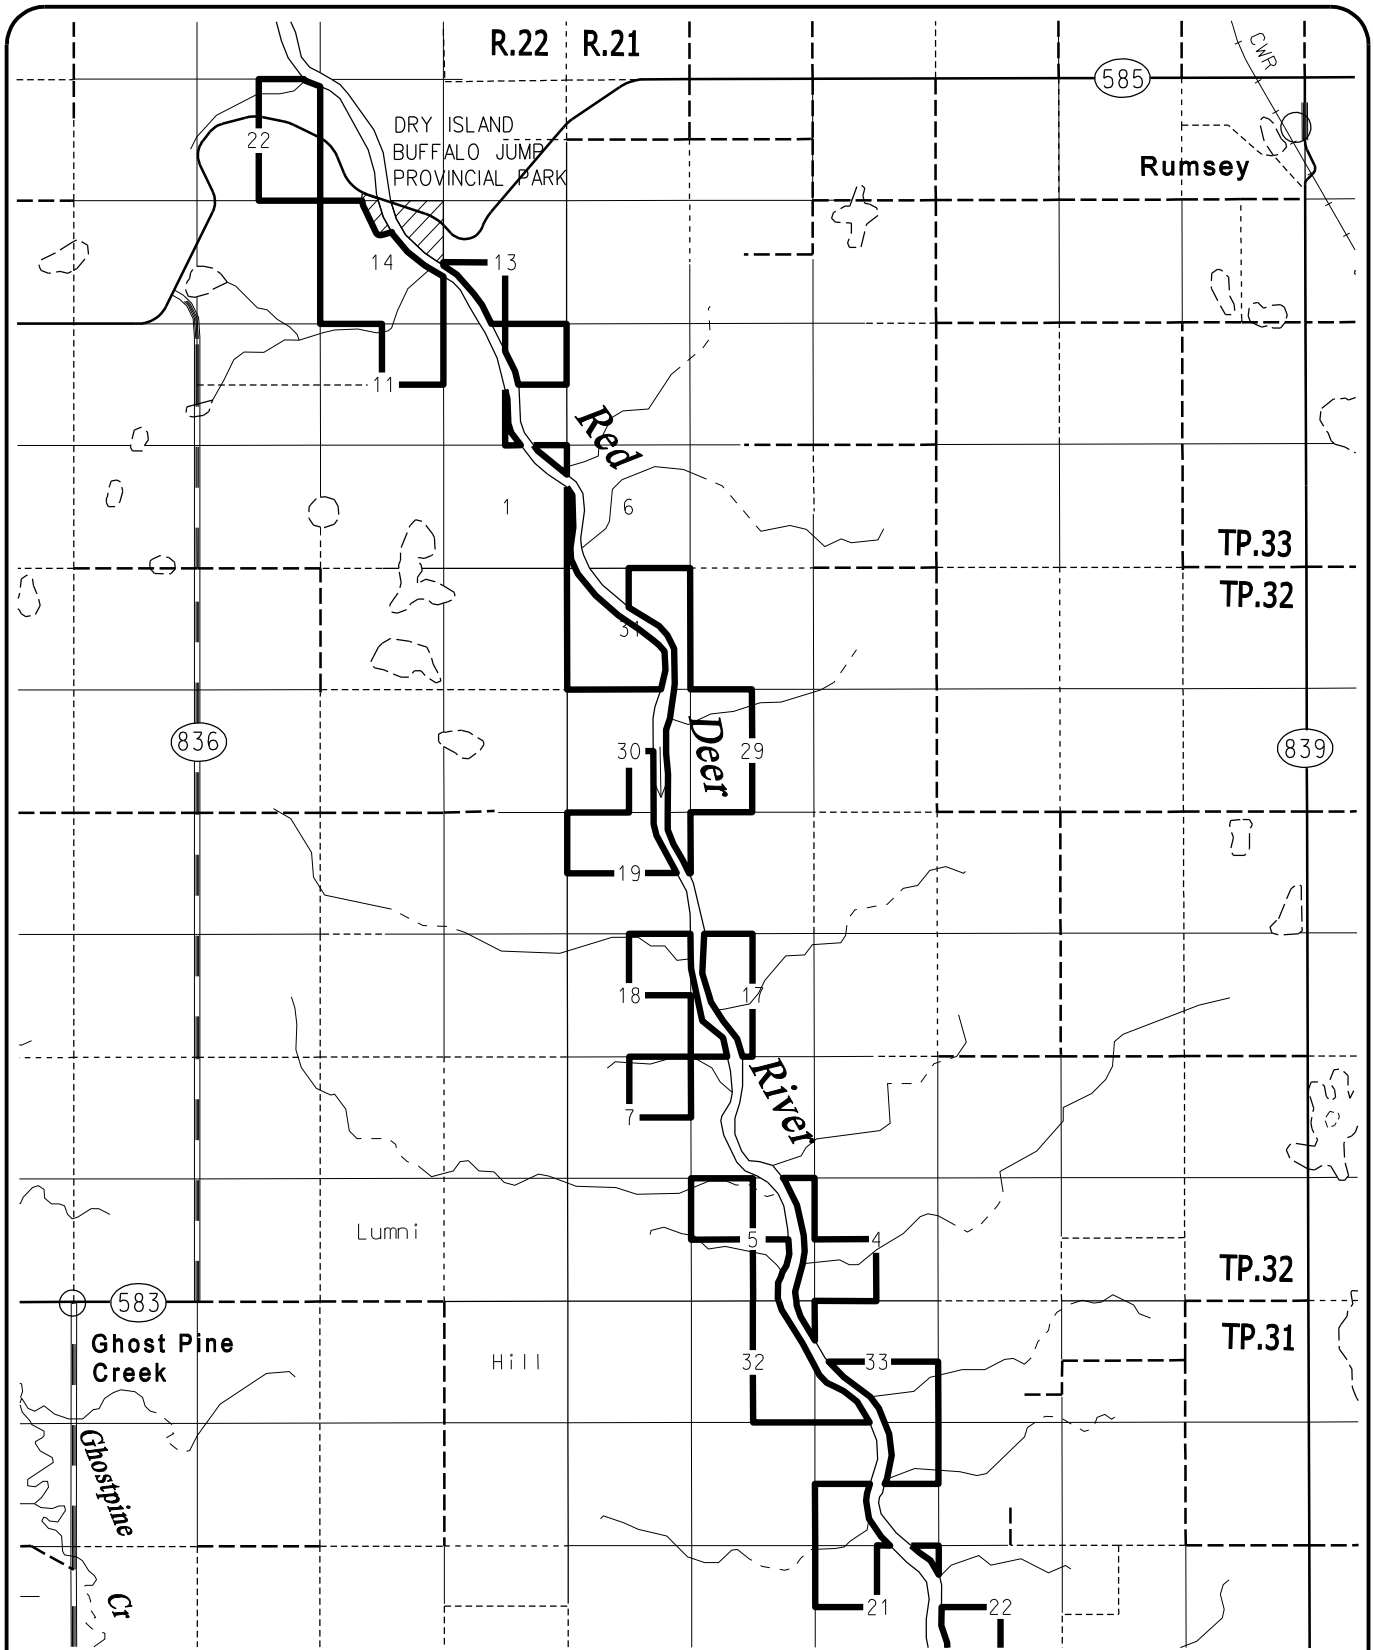 R.22 R.21
CWR
585
DRY ISLAND
BUFFALO JUMP
PROVINCIAL PARK
22
Rumsey
14
13
11
Red
1
6
TP.33
TP.32
31
836
30
Deer
29
839
19
18
17
River
7
Lumni
5
4
TP.32
583
TP.31
Ghost Pine
Creek
Hill
32
33
Ghostpine
Cr
21
22